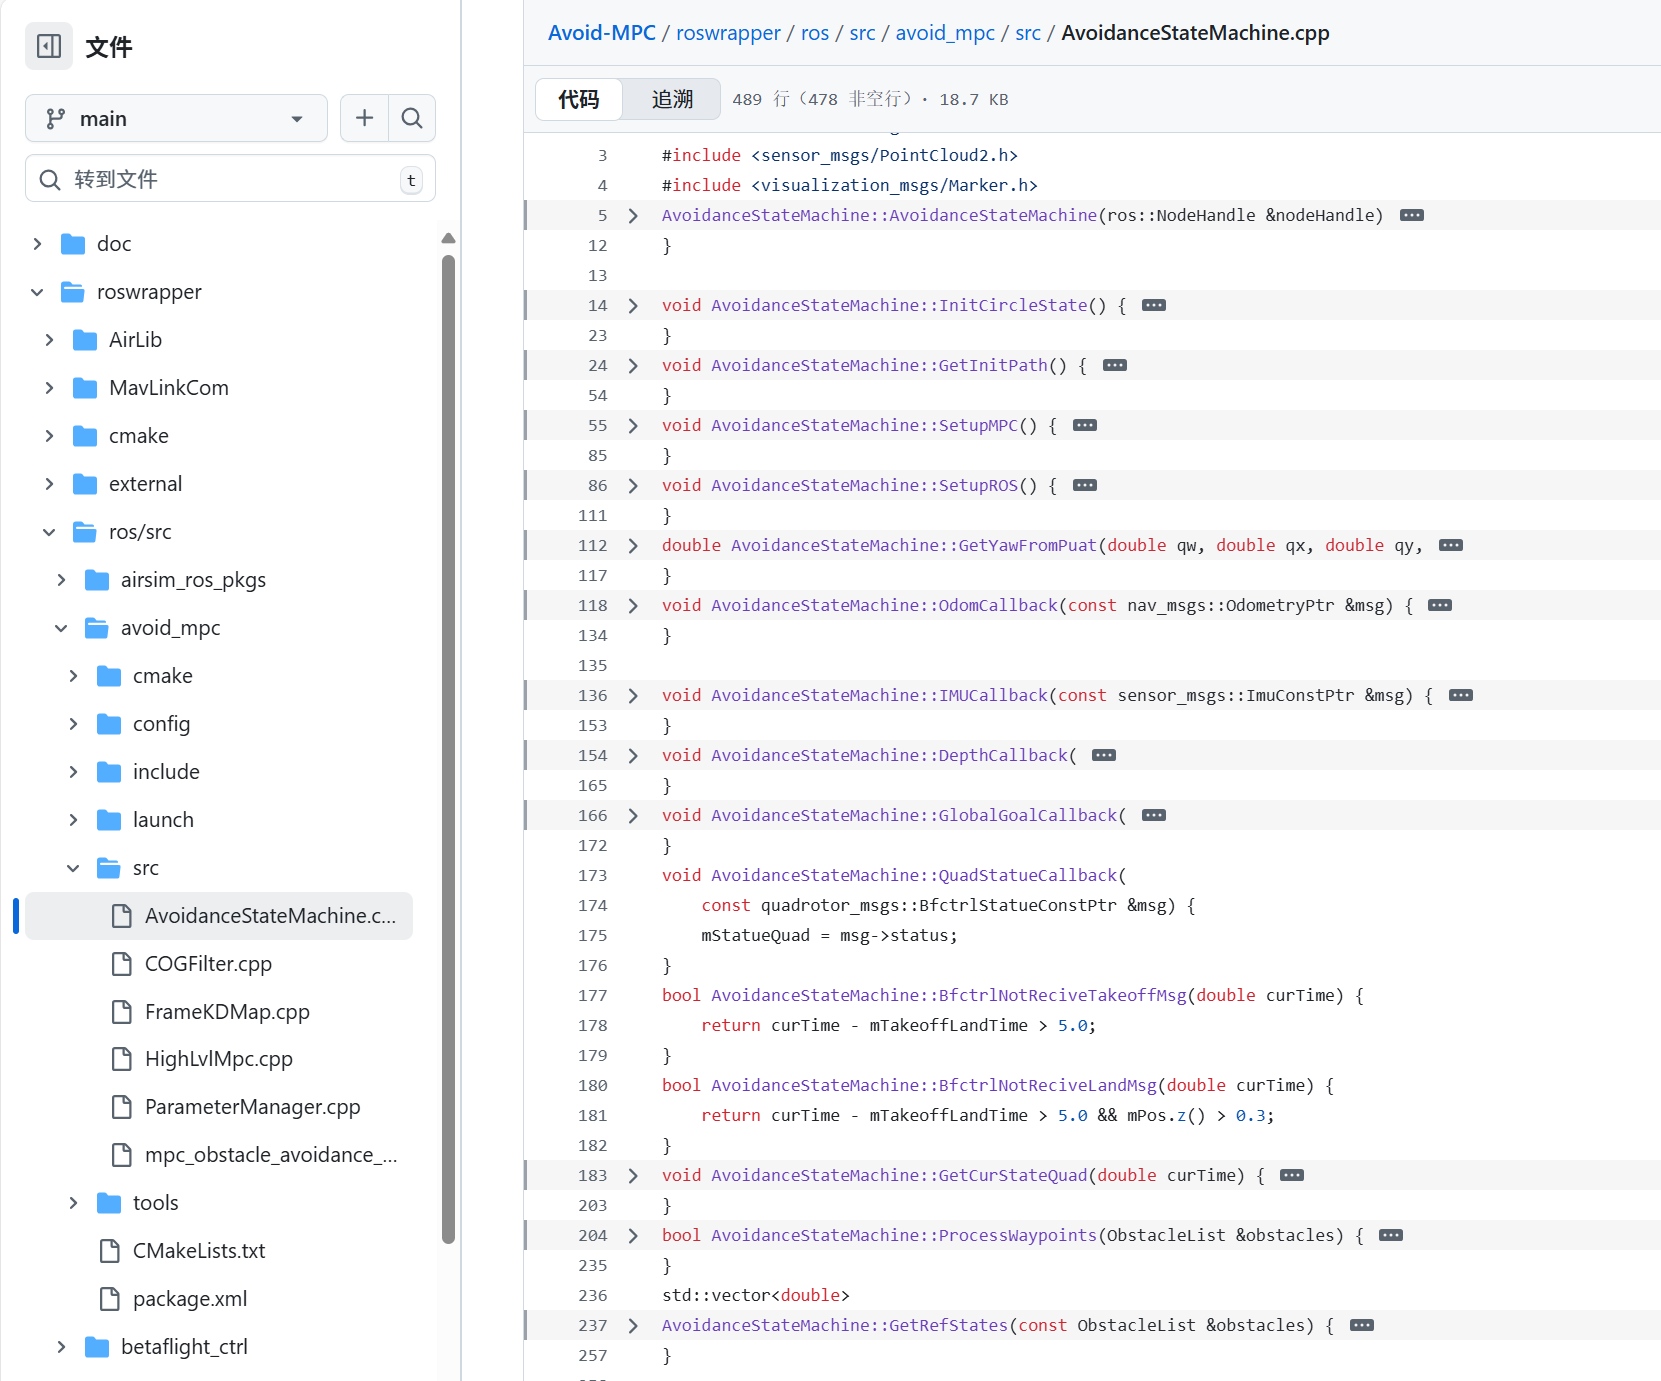 文件
main
转到文件
t
doc
roswrapper
AirLib
MavLinkCom
cmake
external
ros/src
airsim_ros_pkgs
avoid_mpc
cmake
config
include
launch
src
AvoidanceStateMachine.c...
COGFilter.cpp
FrameKDMap.cpp
HighLvlMpc.cpp
ParameterManager.cpp
mpc_obstacle_avoidance_...
tools
CMakeLists.txt
package.xml
betaflight_ctrl
Avoid-MPC / roswrapper / ros / src / avoid_mpc / src / AvoidanceStateMachine.cpp
代码 追溯 489 行 (478 非空行) · 18.7 KB
3 #include <sensor_msgs/PointCloud2.h>
4 #include <visualization_msgs/Marker.h>
5 AvoidanceStateMachine::AvoidanceStateMachine(ros::NodeHandle &nodeHandle) ...
12 }
13
14 void AvoidanceStateMachine::InitCircleState() { ...
23 }
24 void AvoidanceStateMachine::GetInitPath() { ...
54 }
55 void AvoidanceStateMachine::SetupMPC() { ...
85 }
86 void AvoidanceStateMachine::SetupROS() { ...
111 }
112 double AvoidanceStateMachine::GetYawFromPuat(double qw, double qx, double qy, ...
117 }
118 void AvoidanceStateMachine::OdomCallback(const nav_msgs::OdometryPtr &msg) { ...
134 }
135
136 void AvoidanceStateMachine::IMUCallback(const sensor_msgs::ImuConstPtr &msg) { ...
153 }
154 void AvoidanceStateMachine::DepthCallback( ...
165 }
166 void AvoidanceStateMachine::GlobalGoalCallback( ...
172 }
173 void AvoidanceStateMachine::QuadStatueCallback(
174 const quadrotor_msgs::BfctrlStatueConstPtr &msg) {
175 mStatueQuad = msg->status;
176 }
177 bool AvoidanceStateMachine::BfctrlNotReciveTakeoffMsg(double curTime) {
178 return curTime - mTakeoffLandTime > 5.0;
179 }
180 bool AvoidanceStateMachine::BfctrlNotReciveLandMsg(double curTime) {
181 return curTime - mTakeoffLandTime > 5.0 && mPos.z() > 0.3;
182 }
183 void AvoidanceStateMachine::GetCurStateQuad(double curTime) { ...
203 }
204 bool AvoidanceStateMachine::ProcessWaypoints(ObstacleList &obstacles) { ...
235 }
236 std::vector<double>
237 AvoidanceStateMachine::GetRefStates(const ObstacleList &obstacles) { ...
257 }